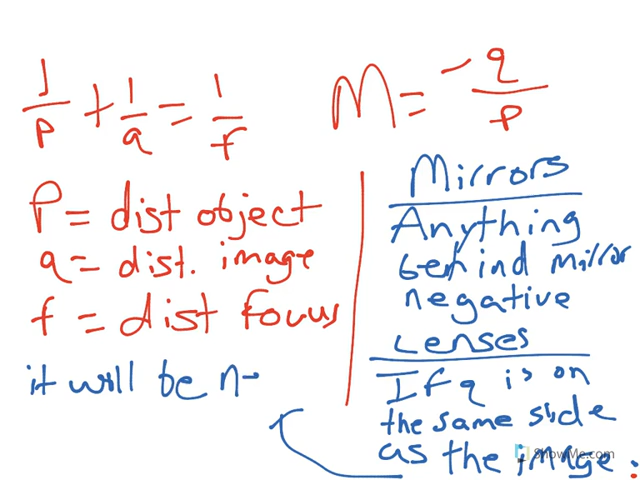 1/p + 1/q = 1/f
M = -q/p
P = dist object
q = dist. image
f = dist focus
it will be n-
Mirrors
Anything
behind mirror
negative
Lenses
If q is on
the same side
as the image :
ShowMe.com